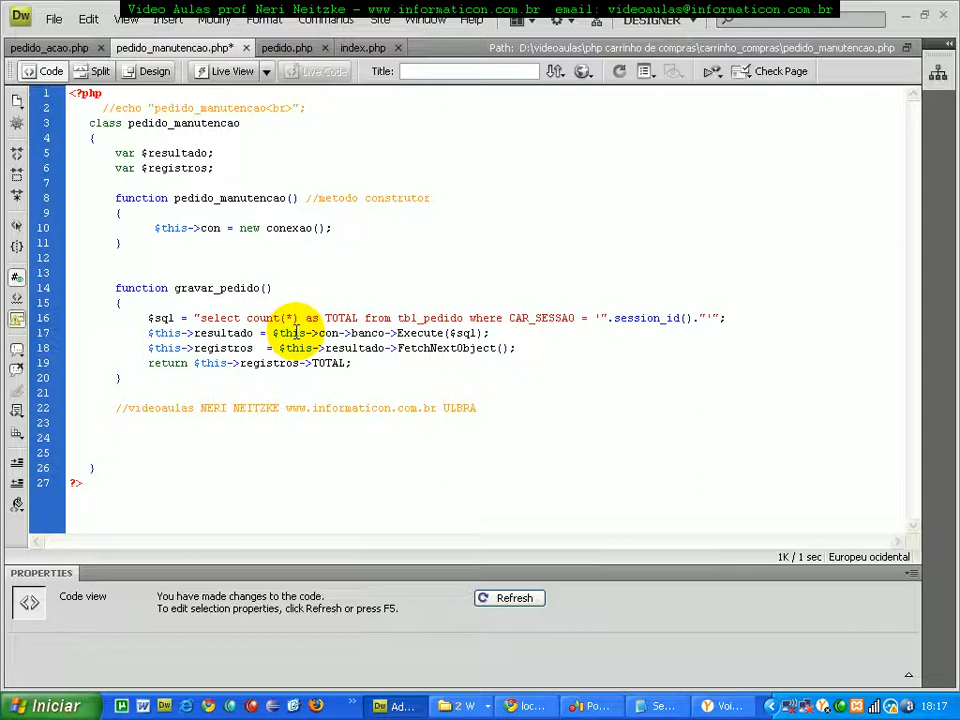 Video Aulas prof Neri Neitzke – www.informaticon.com.br email: videoaulas@informaticon.com.br
Dw File Edit View Insert Modify Format Commands Site Window Help DESIGNER
pedido_acao.php × pedido_manutencao.php* × pedido.php × index.php × Path: D:\videoaulas\php carrinho de compras\carrinho_compras\pedido_manutencao.php
Code Split Design Live View Live Code Title: Check Page
1 <?php
2 //echo "pedido_manutencao<br>";
3 class pedido_manutencao
4 {
5 var $resultado;
6 var $registros;
7
8 function pedido_manutencao() //metodo construtor
9 {
10 $this->con = new conexao();
11 }
12
13
14 function gravar_pedido()
15 {
16 $sql = "select count(*) as TOTAL from tbl_pedido where CAR_SESSAO = '".session_id()."'";
17 $this->resultado = $this->con->banco->Execute($sql);
18 $this->registros = $this->resultado->FetchNextObject();
19 return $this->registros->TOTAL;
20 }
21
22 //videoaulas NERI NEITZKE www.informaticon.com.br ULBRA
23
24
25
26 }
27 ?>
1K / 1 sec Europeu ocidental
PROPERTIES
Code view You have made changes to the code. Refresh
To edit selection properties, click Refresh or press F5.
Iniciar Ad... 2 W loc... Po... Se... Voi... 18:17